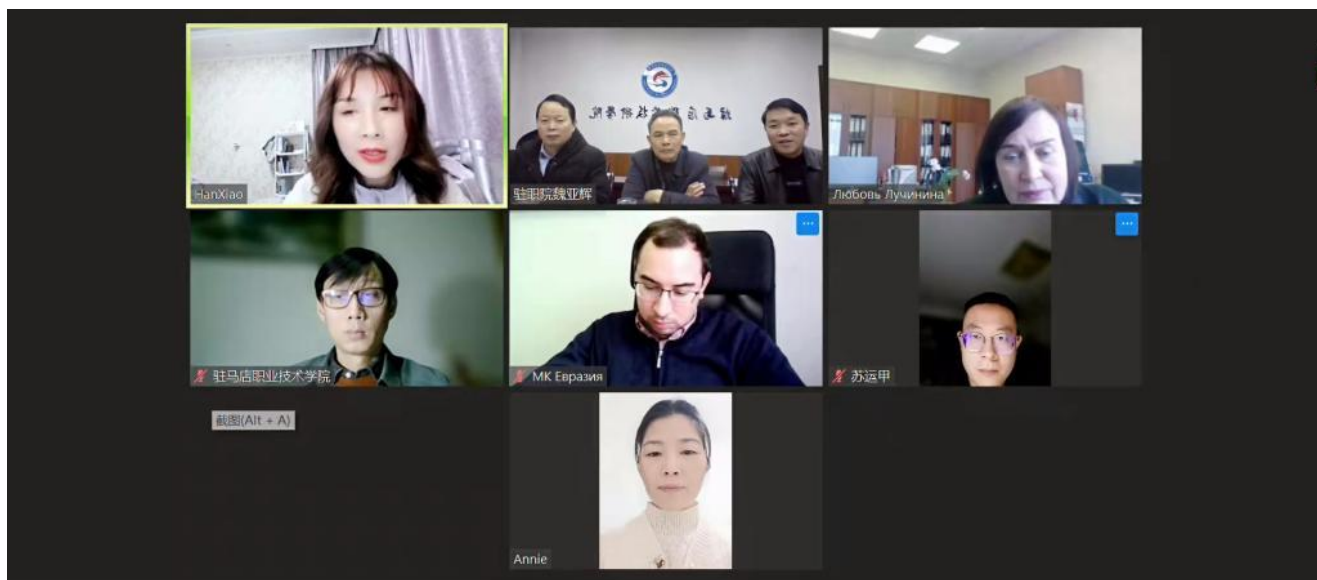 HanXiao
驻职院魏亚辉
Любовь Лучинина
驻马店职业技术学院
МК Евразия
苏运甲
截图(Alt + A)
Annie